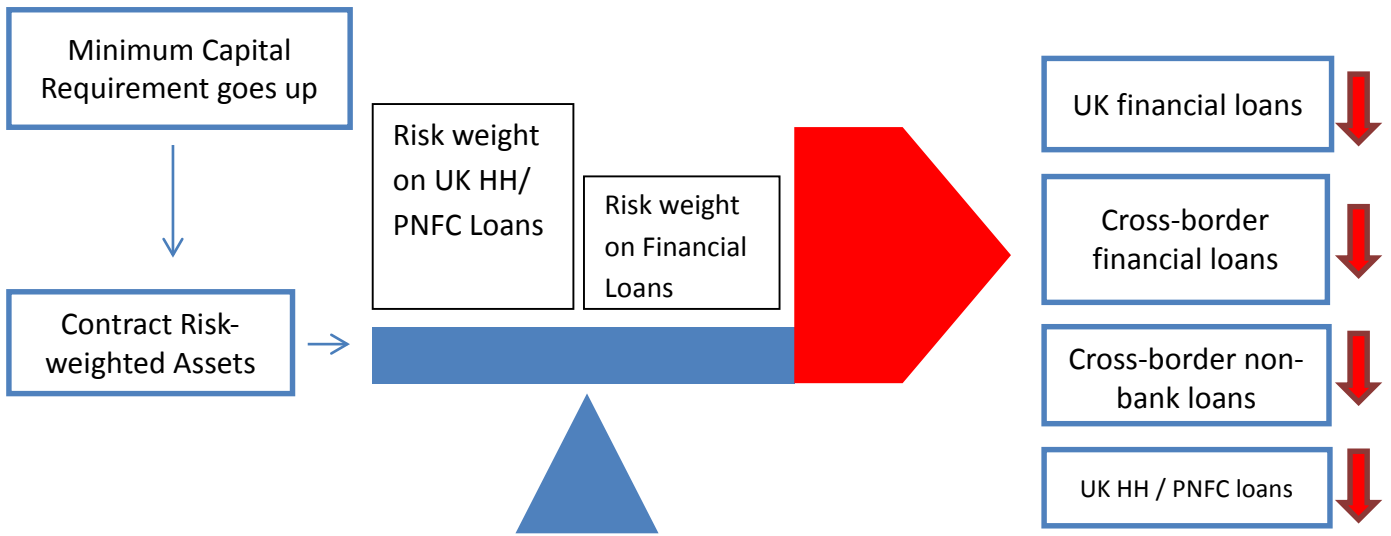 Minimum Capital
Requirement goes up
Contract Risk-
weighted Assets
Risk weight
on UK HH/
PNFC Loans
Risk weight
on Financial
Loans
UK financial loans
Cross-border
financial loans
Cross-border non-
bank loans
UK HH / PNFC loans